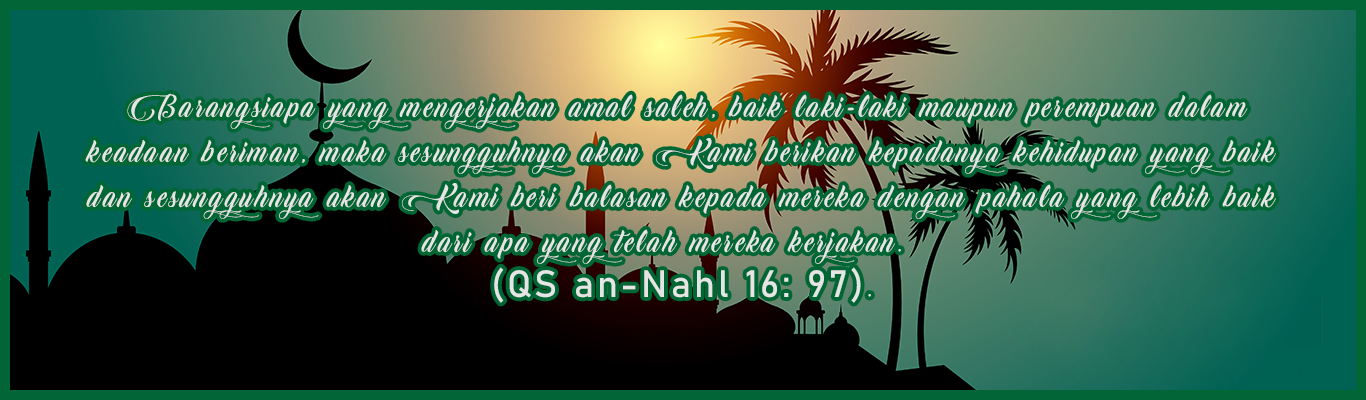 Barangsiapa yang mengerjakan amal saleh, baik laki-laki maupun perempuan dalam
keadaan beriman, maka sesungguhnya akan Kami berikan kepadanya kehidupan yang baik
dan sesungguhnya akan Kami beri balasan kepada mereka dengan pahala yang lebih baik
dari apa yang telah mereka kerjakan.
(QS an-Nahl 16: 97).